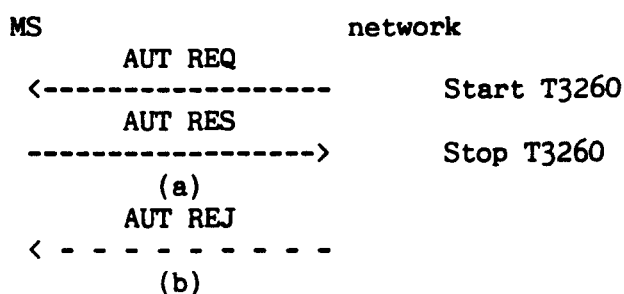 MS network
AUT REQ
<------------------ Start T3260
AUT RES
------------------> Stop T3260
(a)
AUT REJ
< - - - - - - - - -
(b)